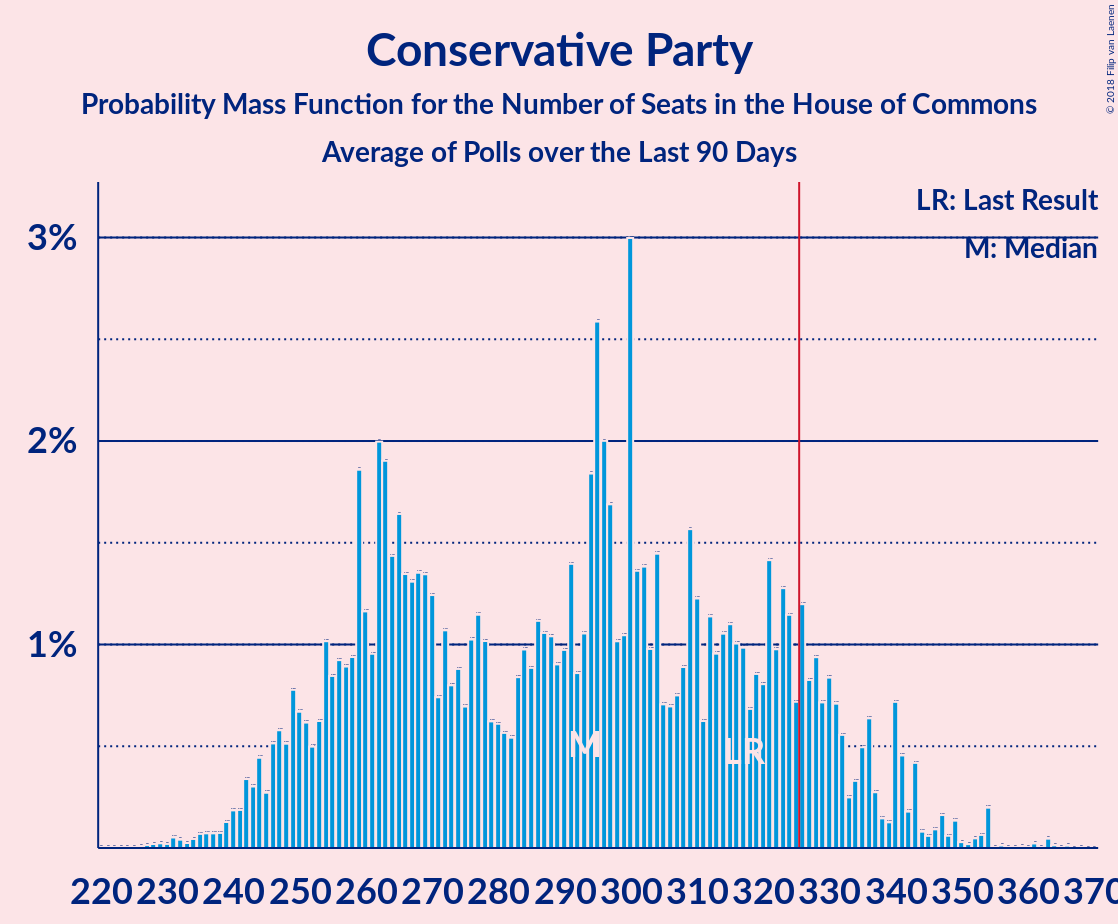 Conservative Party
Probability Mass Function for the Number of Seats in the House of Commons
Average of Polls over the Last 90 Days
© 2018 Filip van Laenen
LR: Last Result
M: Median
3%
2%
1%
M
LR
220 230 240 250 260 270 280 290 300 310 320 330 340 350 360 370